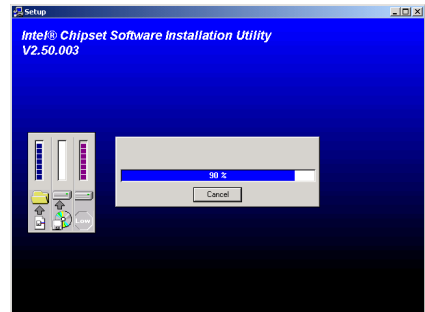 Setup
Intel® Chipset Software Installation Utility
V2.50.003
90 %
Cancel